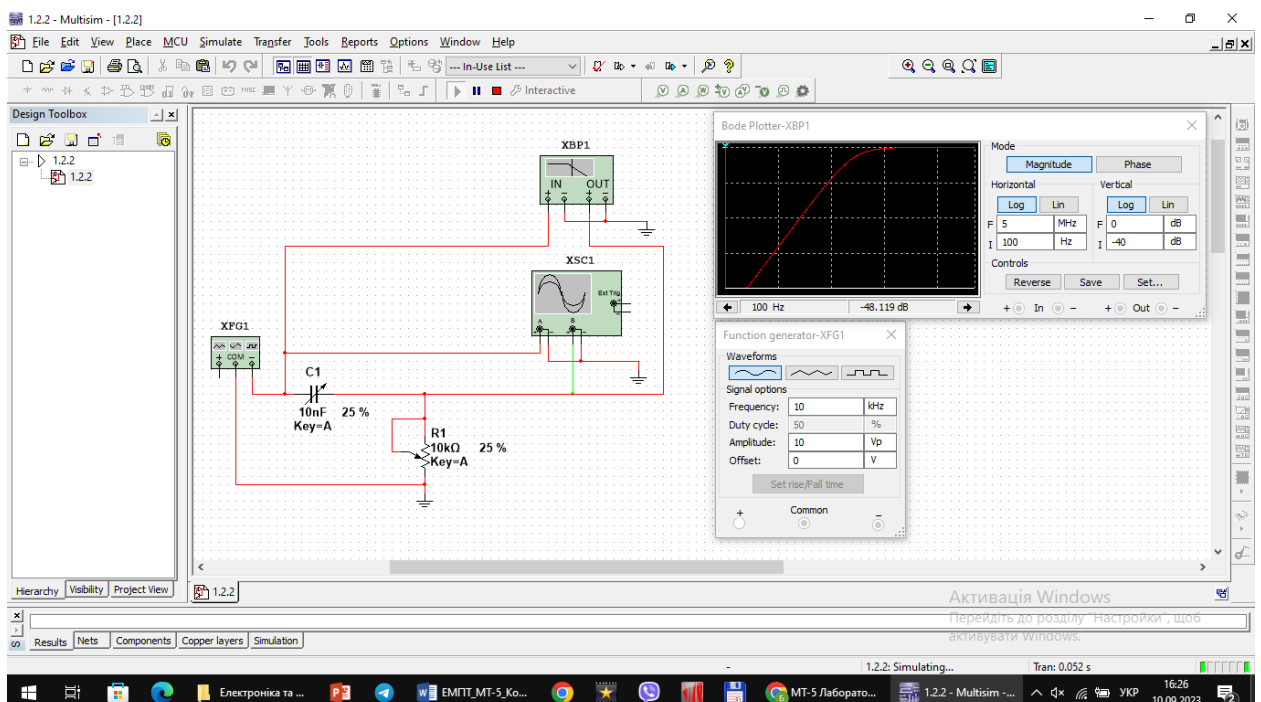 1.2.2 - Multisim - [1.2.2]
File Edit View Place MCU Simulate Transfer Tools Reports Options Window Help
--- In-Use List ---
Interactive
Design Toolbox
1.2.2
1.2.2
XBP1
IN OUT
XSC1
Ext Trig
A B
XFG1
COM
C1
10nF 25 %
Key=A
R1
10kΩ 25 %
Key=A
Bode Plotter-XBP1
Mode
Magnitude Phase
Horizontal Vertical
Log Lin Log Lin
F 5 MHz F 0 dB
I 100 Hz I -40 dB
Controls
Reverse Save Set...
100 Hz -48.119 dB
+ In - + Out -
Function generator-XFG1
Waveforms
Signal options
Frequency: 10 kHz
Duty cycle: 50 %
Amplitude: 10 Vp
Offset: 0 V
Set rise/Fall time
+ Common -
Hierarchy Visibility Project View
1.2.2
Активація Windows
Перейдіть до розділу "Настройки", щоб
активувати Windows.
Results Nets Components Copper layers Simulation
- 1.2.2: Simulating... Tran: 0.052 s
Електроніка та ... ЕМПТ_МТ-5_Ко... МТ-5 Лаборато... 1.2.2 - Multisim -... УКР 16:26
10.09.2023